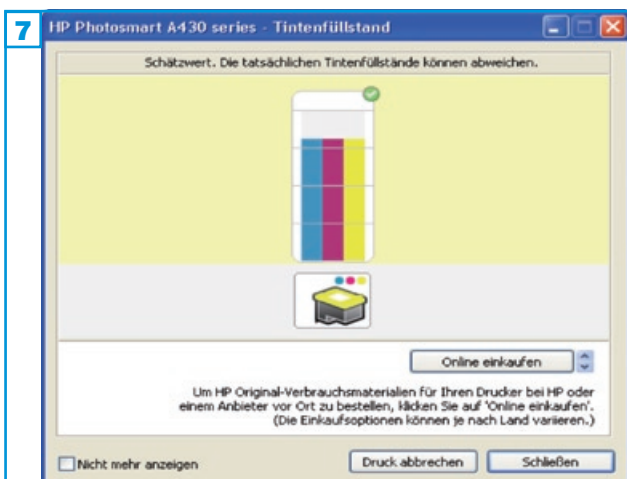 7
HP Photosmart A430 series - Tintenfüllstand
Schätzwert. Die tatsächlichen Tintenfüllstände können abweichen.
Online einkaufen
Um HP Original-Verbrauchsmaterialien für Ihren Drucker bei HP oder
einem Anbieter vor Ort zu bestellen, klicken Sie auf 'Online einkaufen'.
(Die Einkaufsoptionen können je nach Land variieren.)
Nicht mehr anzeigen
Druck abbrechen
Schließen